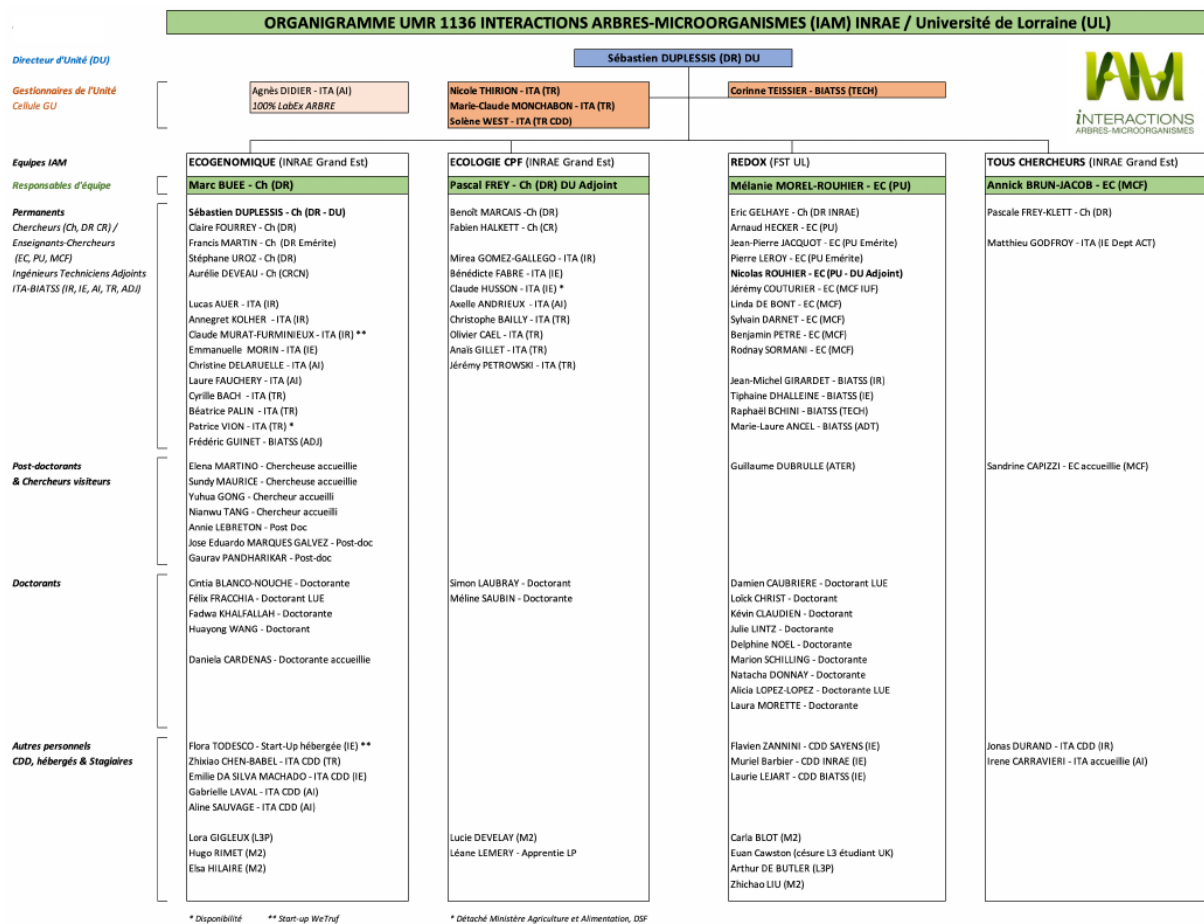 ORGANIGRAMME UMR 1136 INTERACTIONS ARBRES-MICROORGANISMES (IAM) INRAE / Université de Lorraine (UL)
Directeur d'Unité (DU)
Sébastien DUPLESSIS (DR) DU
Gestionnaires de l'Unité
Cellule GU
Agnès DIDIER - ITA (AI)
100% LabEx ARBRE
Nicole THIRION - ITA (TR)
Marie-Claude MONCHABON - ITA (TR)
Solène WEST - ITA (TR CDD)
Corinne TEISSIER - BIATSS (TECH)
IAM
iNTERACTIONS
ARBRES-MICROORGANISMES
Equipes IAM
ECOGENOMIQUE (INRAE Grand Est)
ECOLOGIE CPF (INRAE Grand Est)
REDOX (FST UL)
TOUS CHERCHEURS (INRAE Grand Est)
Responsables d'équipe
Marc BUEE - Ch (DR)
Pascal FREY - Ch (DR) DU Adjoint
Mélanie MOREL-ROUHIER - EC (PU)
Annick BRUN-JACOB - EC (MCF)
Permanents
Chercheurs (Ch, DR CR) /
Enseignants-Chercheurs
(EC, PU, MCF)
Ingénieurs Techniciens Adjoints
ITA-BIATSS (IR, IE, AI, TR, ADJ)
Sébastien DUPLESSIS - Ch (DR - DU)
Claire FOURREY - Ch (DR)
Francis MARTIN - Ch (DR Emérite)
Stéphane UROZ - Ch (DR)
Aurélie DEVEAU - Ch (CRCN)
Lucas AUER - ITA (IR)
Annegret KOLHER - ITA (IR)
Claude MURAT-FURMINIEUX - ITA (IR) **
Emmanuelle MORIN - ITA (IE)
Christine DELARUELLE - ITA (AI)
Laure FAUCHERY - ITA (AI)
Cyrille BACH - ITA (TR)
Béatrice PALIN - ITA (TR)
Patrice VION - ITA (TR) *
Frédéric GUINET - BIATSS (ADJ)
Benoît MARCAIS -Ch (DR)
Fabien HALKETT - Ch (CR)
Mirea GOMEZ-GALLEGO - ITA (IR)
Bénédicte FABRE - ITA (IE)
Claude HUSSON - ITA (IE) *
Axelle ANDRIEUX - ITA (AI)
Christophe BAILLY - ITA (TR)
Olivier CAEL - ITA (TR)
Anaïs GILLET - ITA (TR)
Jérémy PETROWSKI - ITA (TR)
Eric GELHAYE - Ch (DR INRAE)
Arnaud HECKER - EC (PU)
Jean-Pierre JACQUOT - EC (PU Emérite)
Pierre LEROY - EC (PU Emérite)
Nicolas ROUHIER - EC (PU - DU Adjoint)
Jérémy COUTURIER - EC (MCF IUF)
Linda DE BONT - EC (MCF)
Sylvain DARNET - EC (MCF)
Benjamin PETRE - EC (MCF)
Rodnay SORMANI - EC (MCF)
Jean-Michel GIRARDET - BIATSS (IR)
Tiphaine DHALLEINE - BIATSS (IE)
Raphaël BCHINI - BIATSS (TECH)
Marie-Laure ANCEL - BIATSS (ADT)
Pascale FREY-KLETT - Ch (DR)
Matthieu GODFROY - ITA (IE Dept ACT)
Post-doctorants
& Chercheurs visiteurs
Elena MARTINO - Chercheuse accueillie
Sundy MAURICE - Chercheuse accueillie
Yuhua GONG - Chercheur accueilli
Nianwu TANG - Chercheur accueilli
Annie LEBRETON - Post Doc
Jose Eduardo MARQUES GALVEZ - Post-doc
Gaurav PANDHARIKAR - Post-doc
Guillaume DUBRULLE (ATER)
Sandrine CAPIZZI - EC accueillie (MCF)
Doctorants
Cintia BLANCO-NOUCHE - Doctorante
Félix FRACCHIA - Doctorant LUE
Fadwa KHALFALLAH - Doctorante
Huayong WANG - Doctorant
Daniela CARDENAS - Doctorante accueillie
Simon LAUBRAY - Doctorant
Méline SAUBIN - Doctorante
Damien CAUBRIERE - Doctorant LUE
Loïck CHRIST - Doctorant
Kévin CLAUDIEN - Doctorant
Julie LINTZ - Doctorante
Delphine NOEL - Doctorante
Marion SCHILLING - Doctorante
Natacha DONNAY - Doctorante
Alicia LOPEZ-LOPEZ - Doctorante LUE
Laura MORETTE - Doctorante
Autres personnels
CDD, hébergés & Stagiaires
Flora TODESCO - Start-Up hébergée (IE) **
Zhixiao CHEN-BABEL - ITA CDD (TR)
Emilie DA SILVA MACHADO - ITA CDD (IE)
Gabrielle LAVAL - ITA CDD (AI)
Aline SAUVAGE - ITA CDD (AI)
Lora GIGLEUX (L3P)
Hugo RIMET (M2)
Elsa HILAIRE (M2)
Lucie DEVELAY (M2)
Léane LEMERY - Apprentie LP
Flavien ZANNINI - CDD SAYENS (IE)
Muriel Barbier - CDD INRAE (IE)
Laurie LEJART - CDD BIATSS (IE)
Carla BLOT (M2)
Euan Cawston (césure L3 étudiant UK)
Arthur DE BUTLER (L3P)
Zhichao LIU (M2)
Jonas DURAND - ITA CDD (IR)
Irene CARRAVIERI - ITA accueillie (AI)
* Disponibilité ** Start-up WeTruf
* Détaché Ministère Agriculture et Alimentation, DSF